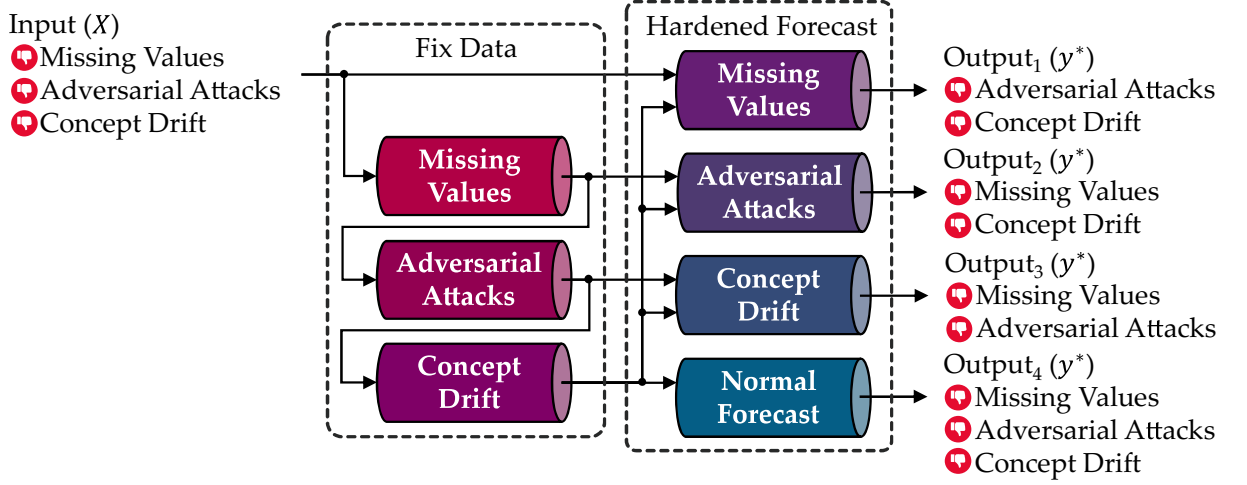 Input (X)
Missing Values
Adversarial Attacks
Concept Drift
Fix Data
Missing
Values
Adversarial
Attacks
Concept
Drift
Hardened Forecast
Missing
Values
Adversarial
Attacks
Concept
Drift
Normal
Forecast
Output₁ (y*)
Adversarial Attacks
Concept Drift
Output₂ (y*)
Missing Values
Concept Drift
Output₃ (y*)
Missing Values
Adversarial Attacks
Output₄ (y*)
Missing Values
Adversarial Attacks
Concept Drift